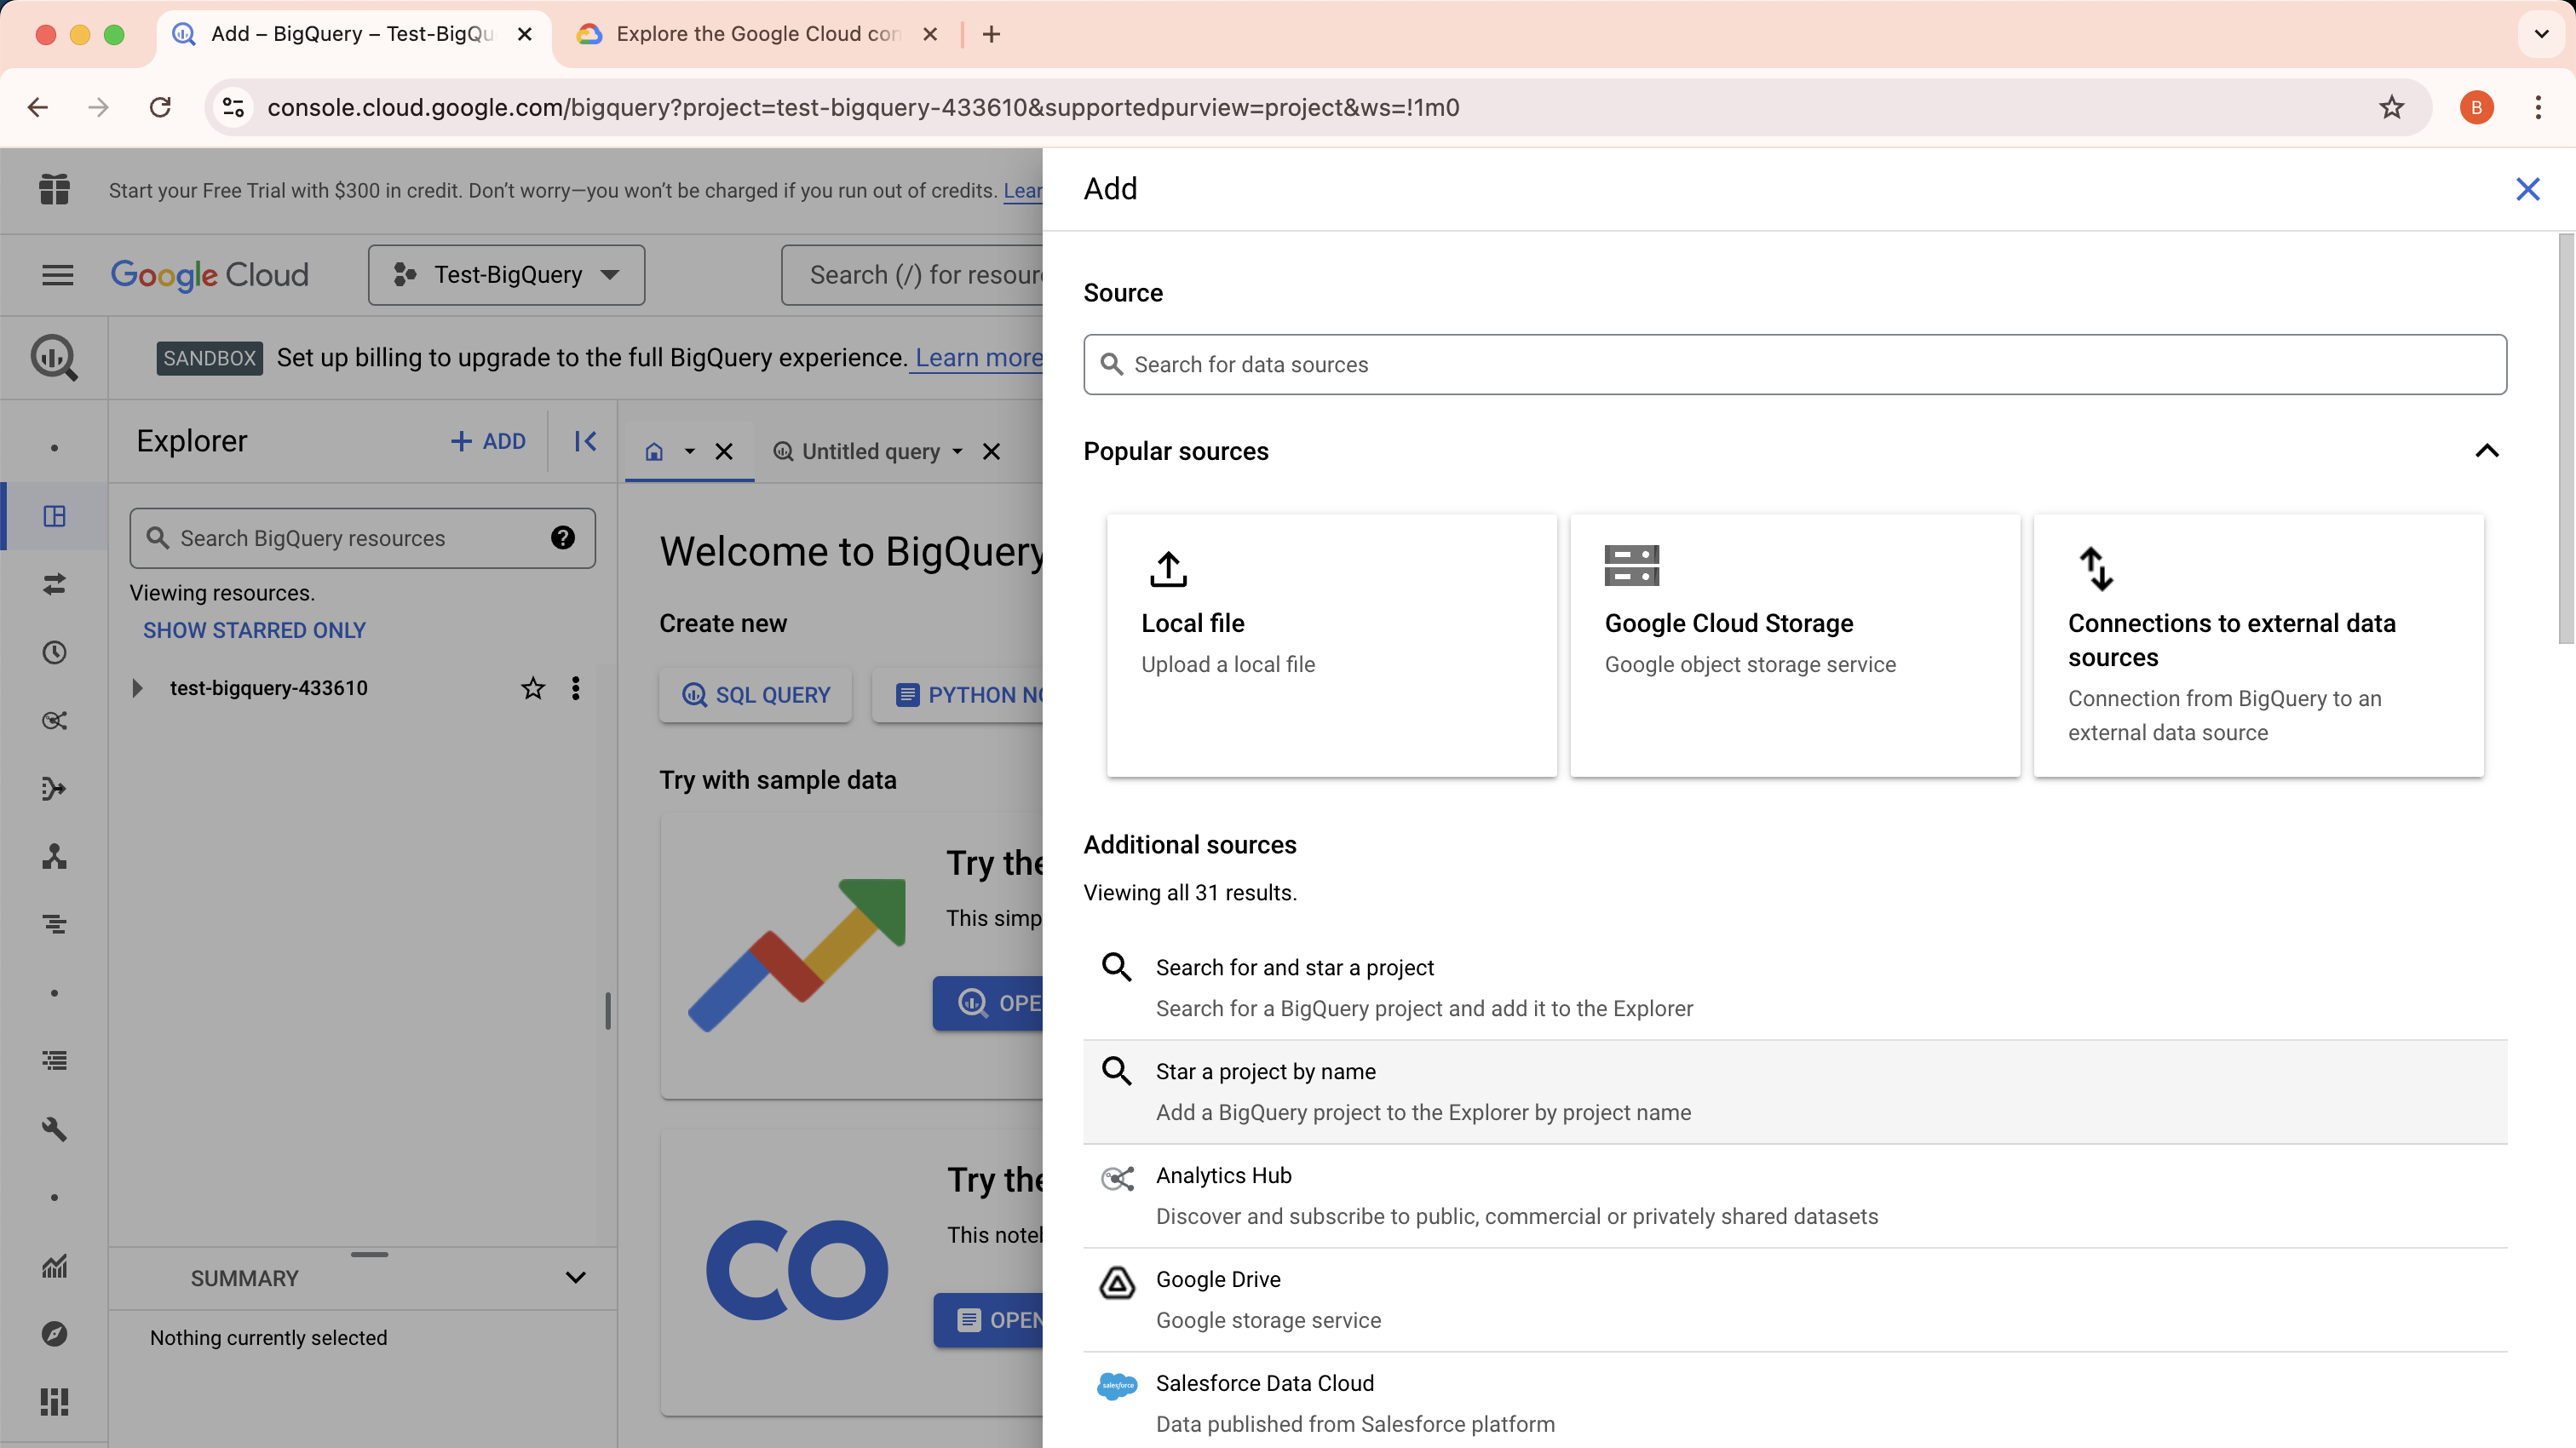 Add – BigQuery – Test-BigQu
Explore the Google Cloud con
console.cloud.google.com/bigquery?project=test-bigquery-433610&supportedpurview=project&ws=!1m0
B
Start your Free Trial with $300 in credit. Don't worry—you won't be charged if you run out of credits. Lear
Google Cloud
Test-BigQuery
Search (/) for resour
SANDBOX Set up billing to upgrade to the full BigQuery experience. Learn more
Explorer
+ ADD
Untitled query
Search BigQuery resources
Viewing resources.
SHOW STARRED ONLY
test-bigquery-433610
SUMMARY
Nothing currently selected
Welcome to BigQuery
Create new
SQL QUERY
PYTHON NO
Try with sample data
Try the
This simp
OPE
Try the
This notel
OPEN
Add
Source
Search for data sources
Popular sources
Local file
Upload a local file
Google Cloud Storage
Google object storage service
Connections to external data
sources
Connection from BigQuery to an
external data source
Additional sources
Viewing all 31 results.
Search for and star a project
Search for a BigQuery project and add it to the Explorer
Star a project by name
Add a BigQuery project to the Explorer by project name
Analytics Hub
Discover and subscribe to public, commercial or privately shared datasets
Google Drive
Google storage service
salesforce
Salesforce Data Cloud
Data published from Salesforce platform